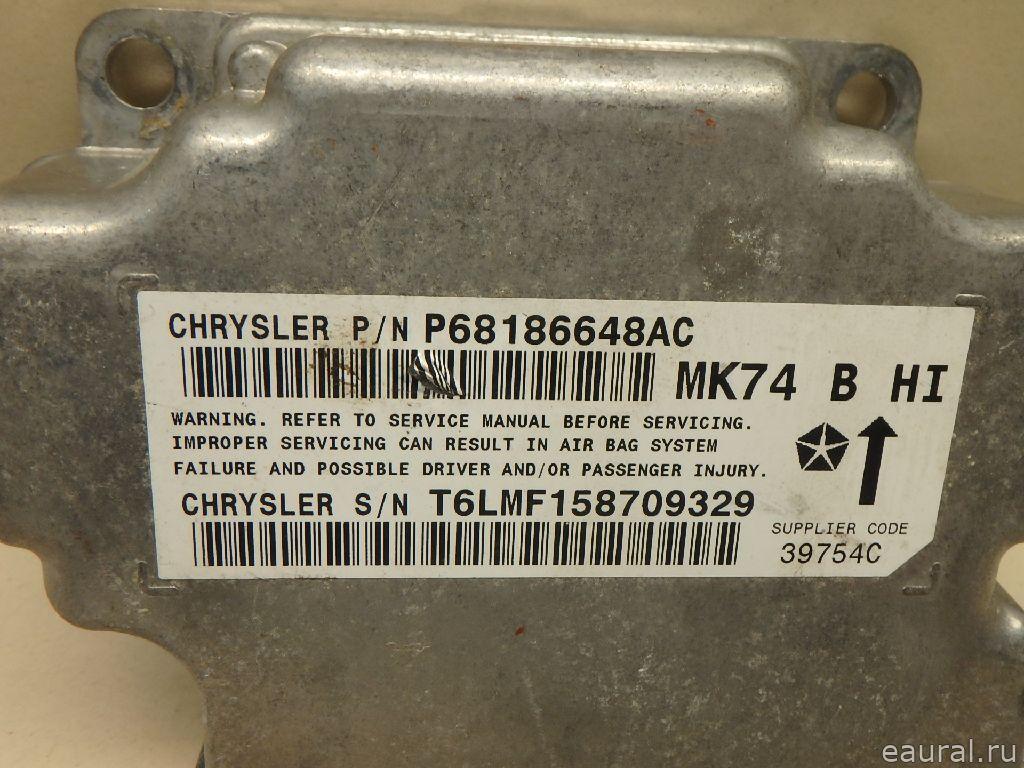 CHRYSLER P/N P68186648AC
MK74 B HI
WARNING. REFER TO SERVICE MANUAL BEFORE SERVICING.
IMPROPER SERVICING CAN RESULT IN AIR BAG SYSTEM
FAILURE AND POSSIBLE DRIVER AND/OR PASSENGER INJURY.
CHRYSLER S/N T6LMF158709329
SUPPLIER CODE
39754C
eaural.ru